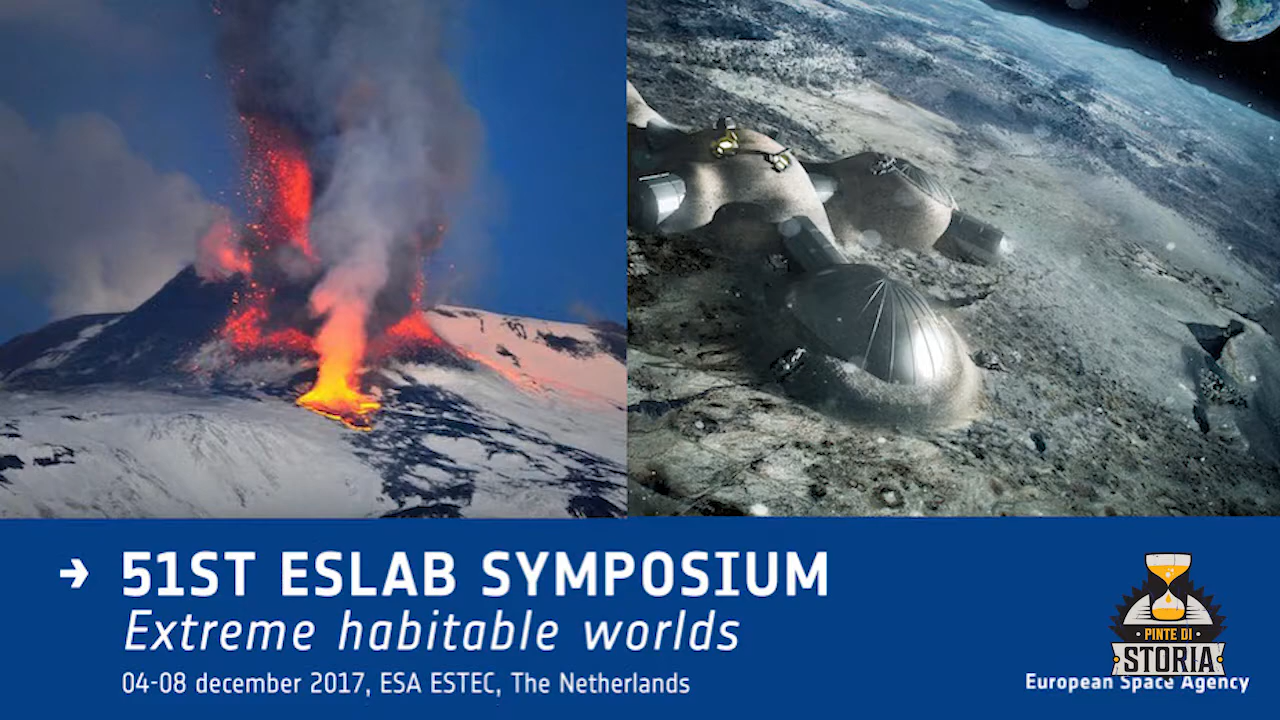 51ST ESLAB SYMPOSIUM
Extreme habitable worlds
04-08 december 2017, ESA ESTEC, The Netherlands
PINTE DI
STORIA
European Space Agency